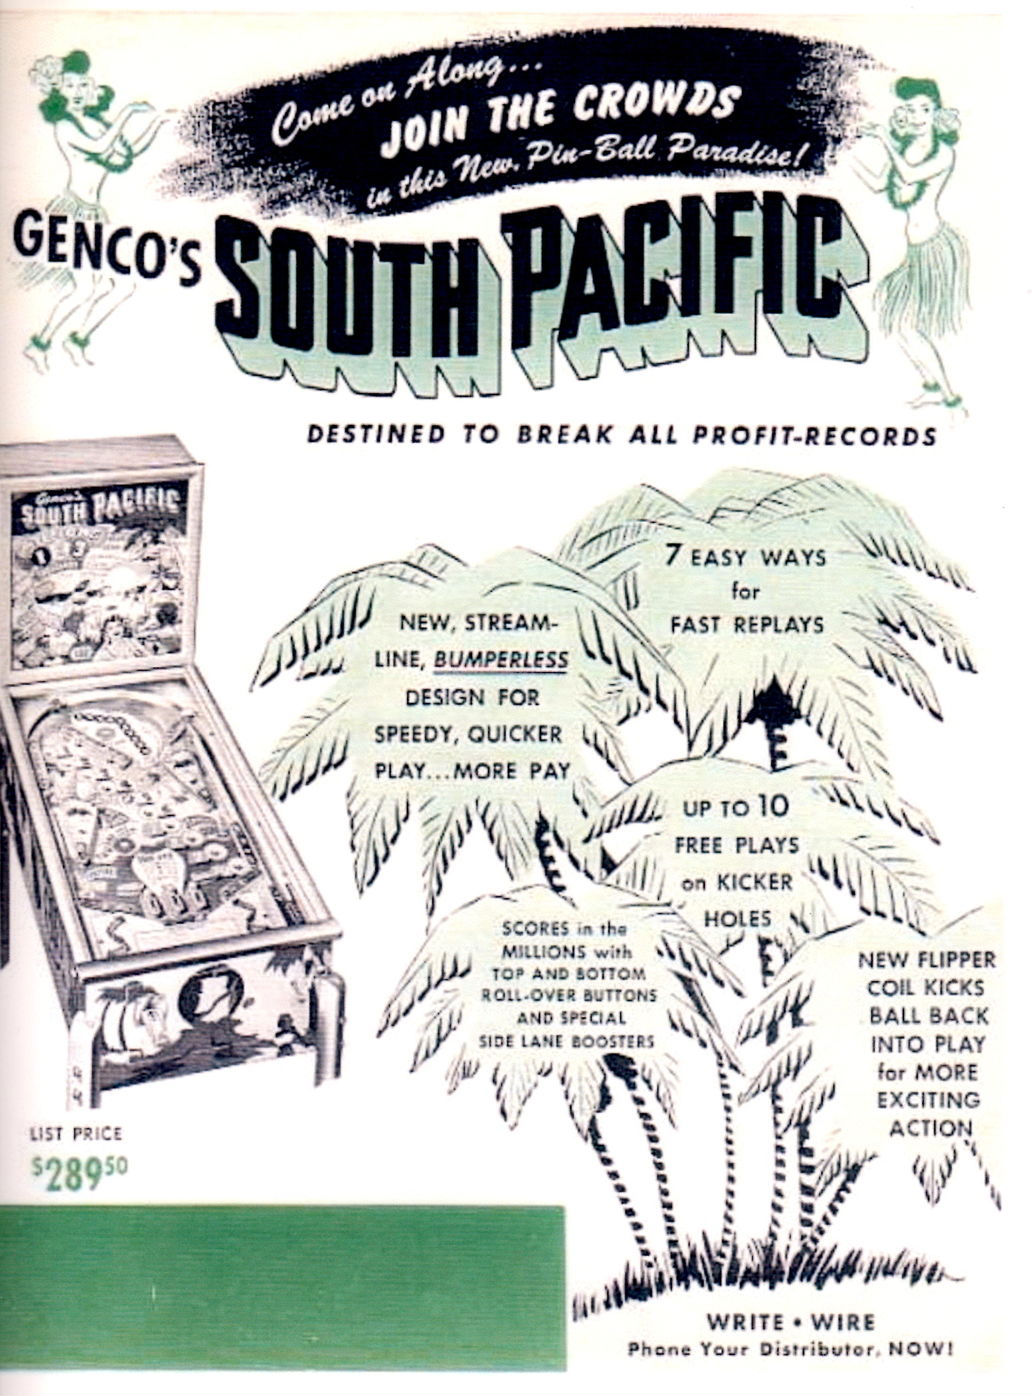 Come on Along...
JOIN THE CROWDS
in this New, Pin-Ball Paradise!
GENCO'S SOUTH PACIFIC
DESTINED TO BREAK ALL PROFIT-RECORDS
Genco's
SOUTH PACIFIC
7 EASY WAYS
for
FAST REPLAYS
NEW, STREAM-
LINE, BUMPERLESS
DESIGN FOR
SPEEDY, QUICKER
PLAY...MORE PAY
UP TO 10
FREE PLAYS
on KICKER
HOLES
SCORES in the
MILLIONS with
TOP AND BOTTOM
ROLL-OVER BUTTONS
AND SPECIAL
SIDE LANE BOOSTERS
NEW FLIPPER
COIL KICKS
BALL BACK
INTO PLAY
for MORE
EXCITING
ACTION
LIST PRICE
$28950
WRITE • WIRE
Phone Your Distributor, NOW!